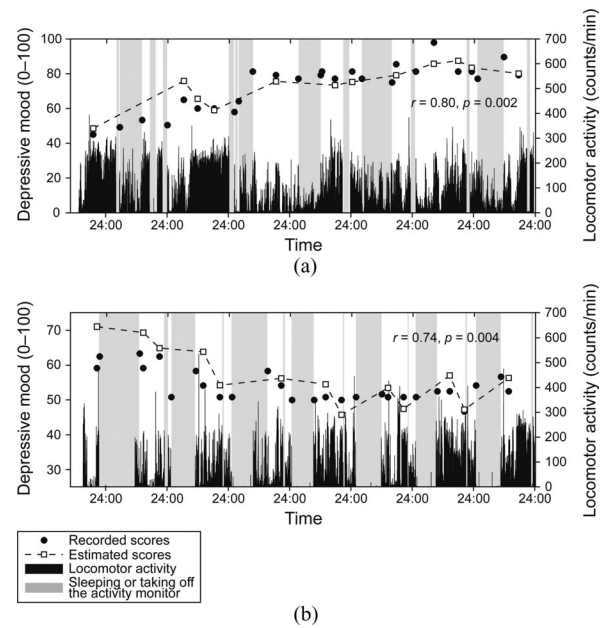 100
80
60
40
20
0
Depressive mood (0–100)
700
600
500
400
300
200
100
0
Locomotor activity (counts/min)
r = 0.80, p = 0.002
24:00 24:00 24:00 24:00 24:00 24:00 24:00 24:00
Time
(a)
70
60
50
40
30
Depressive mood (0–100)
700
600
500
400
300
200
100
0
Locomotor activity (counts/min)
r = 0.74, p = 0.004
24:00 24:00 24:00 24:00 24:00 24:00 24:00 24:00
Time
Recorded scores
Estimated scores
Locomotor activity
Sleeping or taking off
the activity monitor
(b)